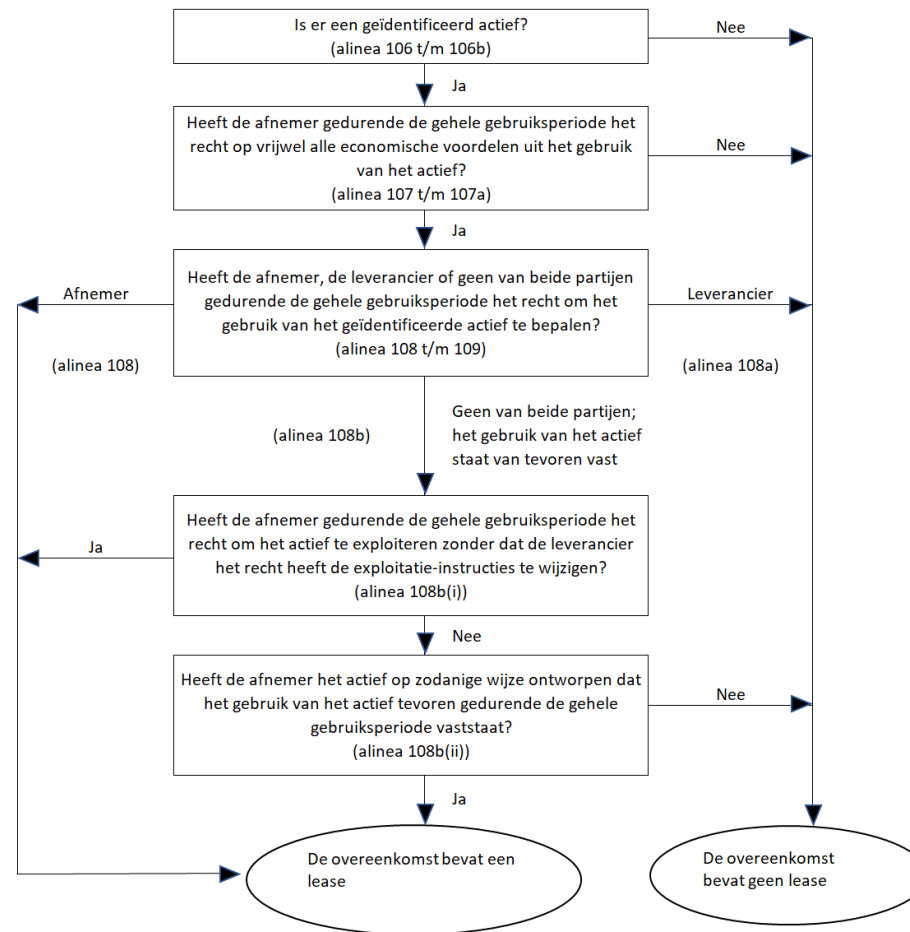 Is er een geïdentificeerd actief?
(alinea 106 t/m 106b)
Nee
Ja
Heeft de afnemer gedurende de gehele gebruiksperiode het
recht op vrijwel alle economische voordelen uit het gebruik
van het actief?
(alinea 107 t/m 107a)
Nee
Ja
Afnemer
Heeft de afnemer, de leverancier of geen van beide partijen
gedurende de gehele gebruiksperiode het recht om het
gebruik van het geïdentificeerde actief te bepalen?
(alinea 108 t/m 109)
Leverancier
(alinea 108)
(alinea 108a)
(alinea 108b)
Geen van beide partijen;
het gebruik van het actief
staat van tevoren vast
Ja
Heeft de afnemer gedurende de gehele gebruiksperiode het
recht om het actief te exploiteren zonder dat de leverancier
het recht heeft de exploitatie-instructies te wijzigen?
(alinea 108b(i))
Nee
Heeft de afnemer het actief op zodanige wijze ontworpen dat
het gebruik van het actief tevoren gedurende de gehele
gebruiksperiode vaststaat?
(alinea 108b(ii))
Nee
Ja
De overeenkomst bevat een
lease
De overeenkomst
bevat geen lease